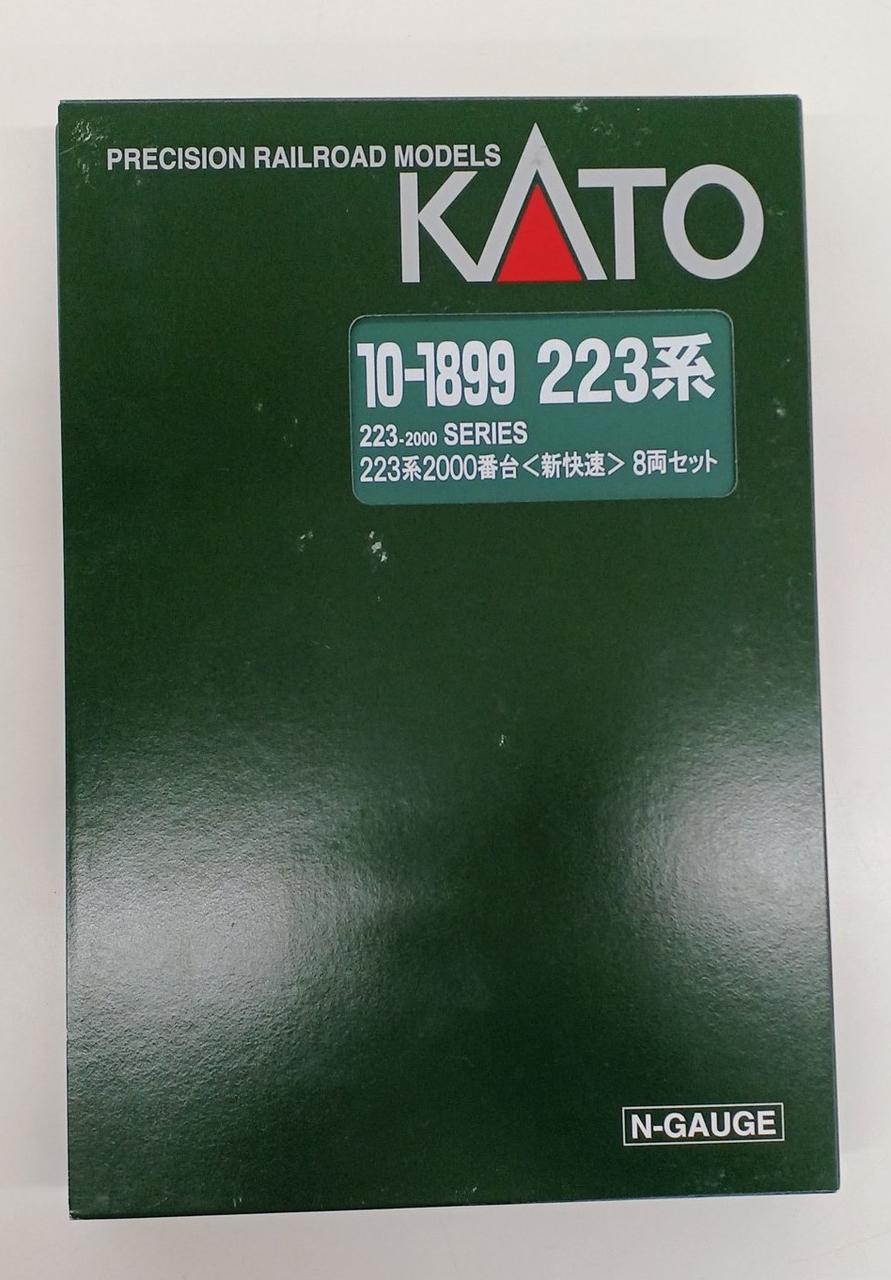 PRECISION RAILROAD MODELS
KATO
10-1899 223系
223-2000 SERIES
223系2000番台<新快速> 8両セット
N-GAUGE